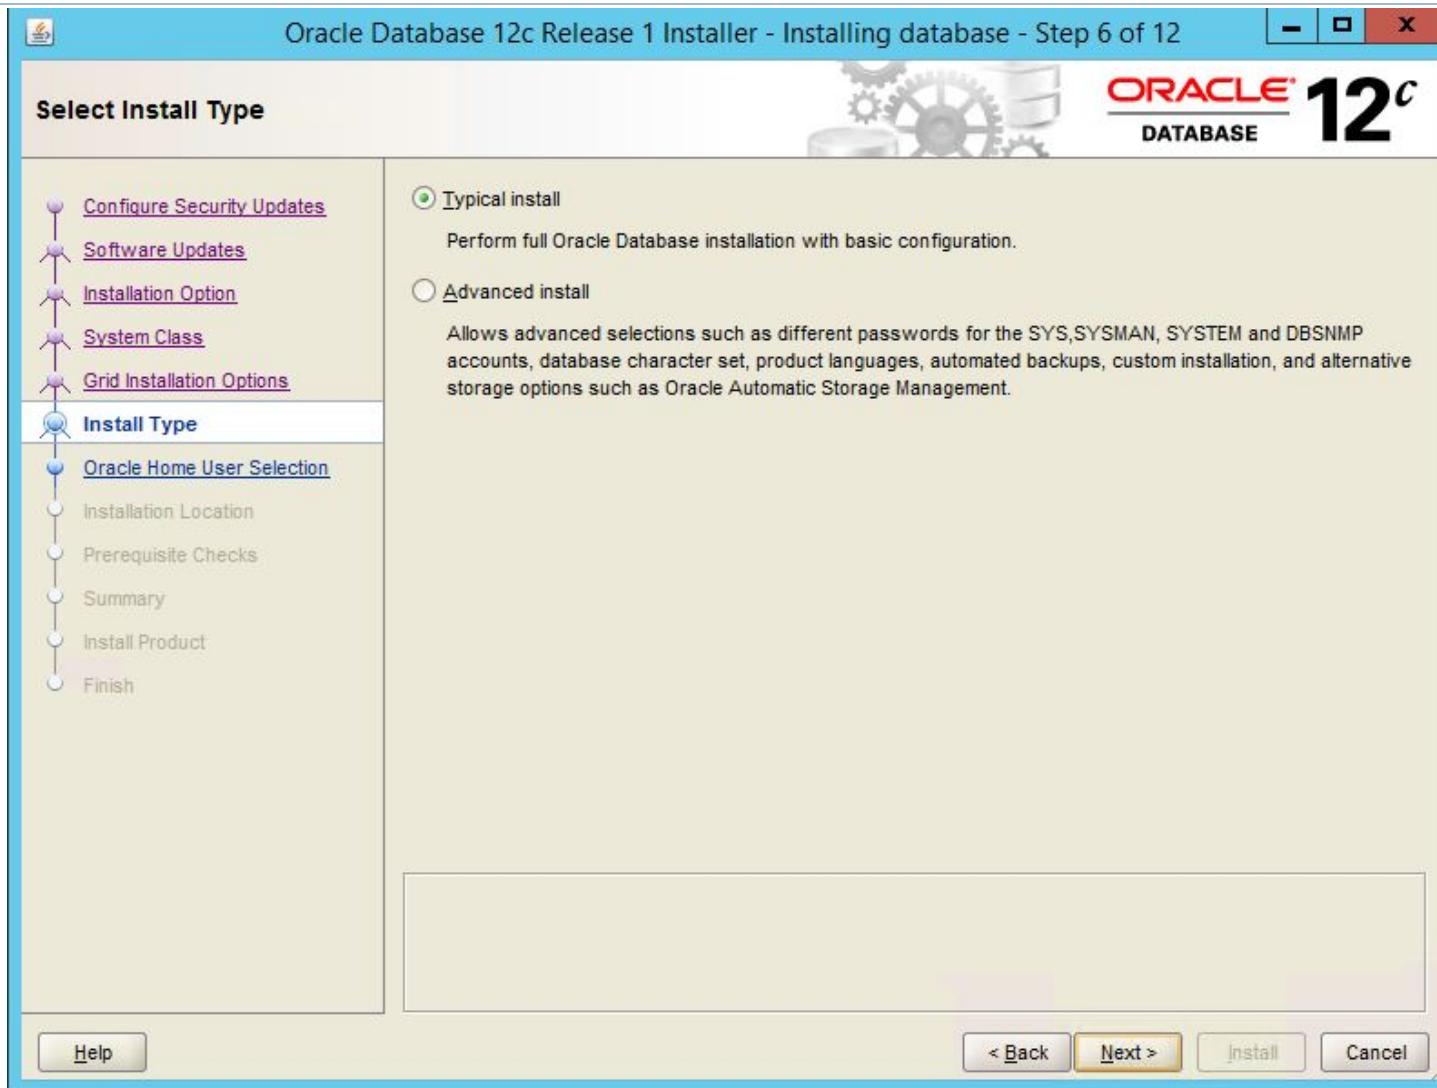 Oracle Database 12c Release 1 Installer - Installing database - Step 6 of 12
Select Install Type
ORACLE DATABASE 12c
Configure Security Updates
Software Updates
Installation Option
System Class
Grid Installation Options
Install Type
Oracle Home User Selection
Installation Location
Prerequisite Checks
Summary
Install Product
Finish
Typical install
Perform full Oracle Database installation with basic configuration.
Advanced install
Allows advanced selections such as different passwords for the SYS,SYSMAN, SYSTEM and DBSNMP
accounts, database character set, product languages, automated backups, custom installation, and alternative
storage options such as Oracle Automatic Storage Management.
Help
< Back
Next >
Install
Cancel